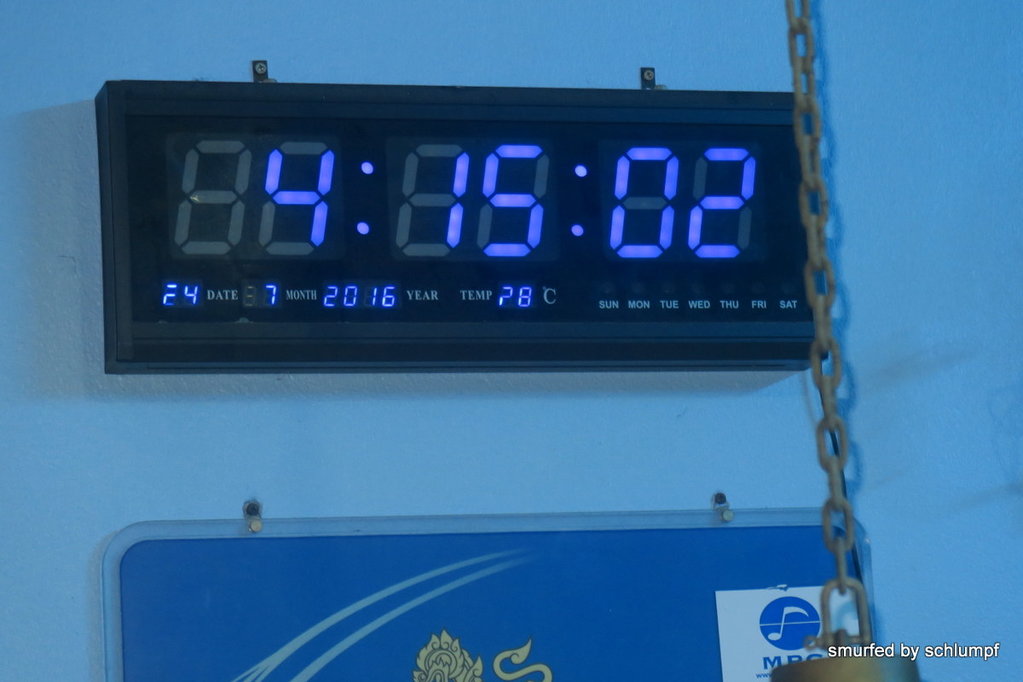 4:15:02
24 DATE 7 MONTH 2016 YEAR TEMP 28 °C
SUN MON TUE WED THU FRI SAT
smurfed by schlumpf